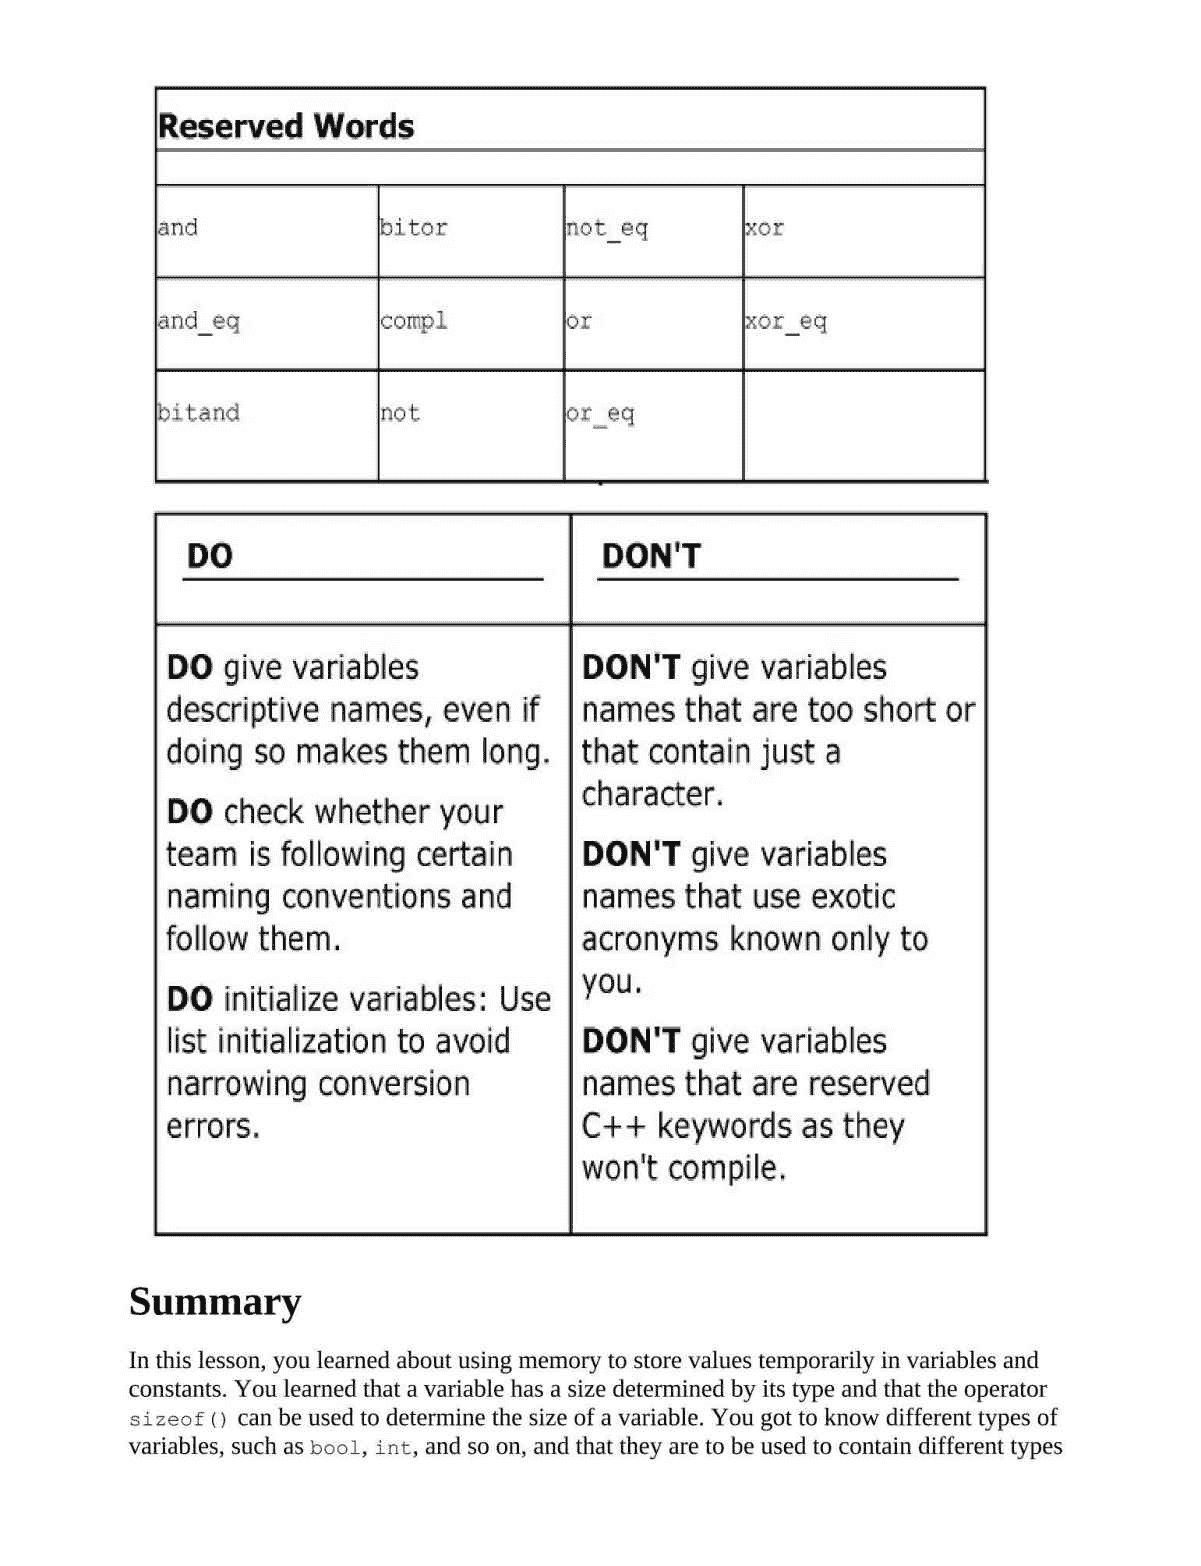 Reserved Words
and bitor not_eq xor
and_eq compl or xor_eq
bitand not or_eq
DO
DO give variables
descriptive names, even if
doing so makes them long.
DO check whether your
team is following certain
naming conventions and
follow them.
DO initialize variables: Use
list initialization to avoid
narrowing conversion
errors.
DON'T
DON'T give variables
names that are too short or
that contain just a
character.
DON'T give variables
names that use exotic
acronyms known only to
you.
DON'T give variables
names that are reserved
C++ keywords as they
won't compile.
Summary
In this lesson, you learned about using memory to store values temporarily in variables and
constants. You learned that a variable has a size determined by its type and that the operator
sizeof() can be used to determine the size of a variable. You got to know different types of
variables, such as bool, int, and so on, and that they are to be used to contain different types